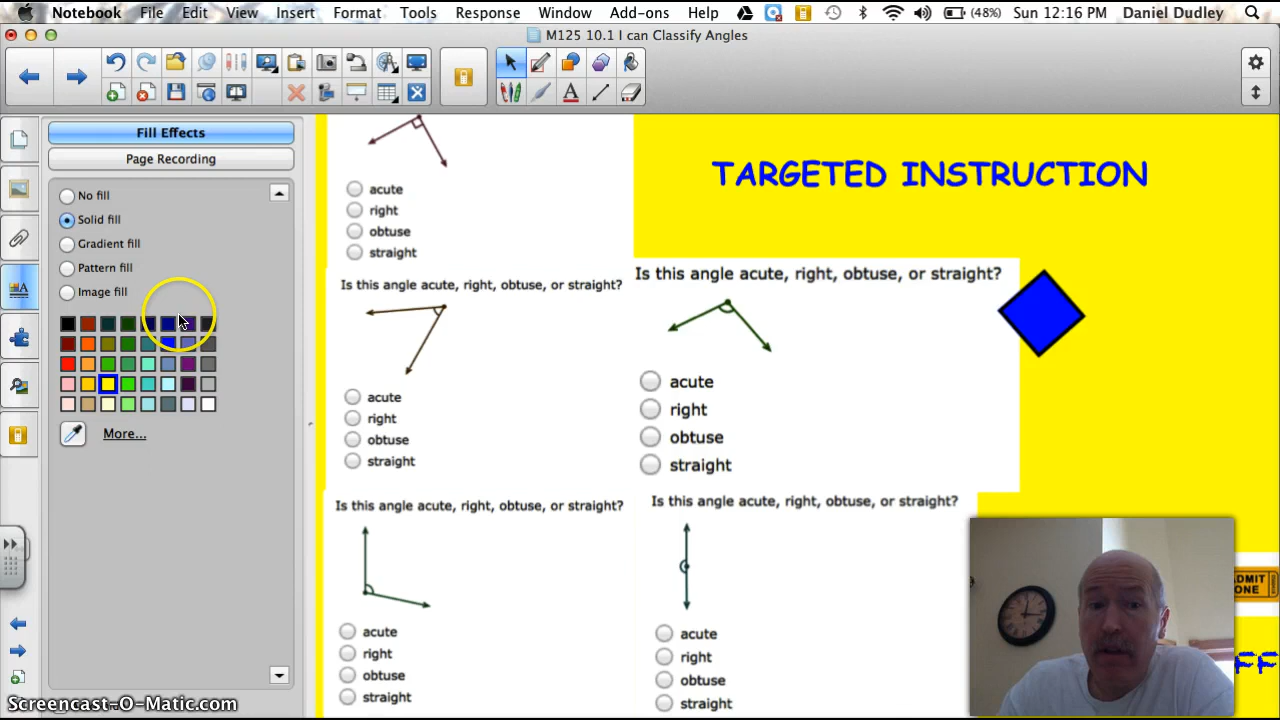 Notebook File Edit View Insert Format Tools Response Window Add-ons Help (48%) Sun 12:16 PM Daniel Dudley
M125 10.1 I can Classify Angles
Fill Effects
Page Recording
No fill
Solid fill
Gradient fill
Pattern fill
Image fill
More...
acute
right
obtuse
straight
TARGETED INSTRUCTION
Is this angle acute, right, obtuse, or straight?
acute
right
obtuse
straight
Is this angle acute, right, obtuse, or straight?
acute
right
obtuse
straight
Is this angle acute, right, obtuse, or straight?
acute
right
obtuse
straight
Is this angle acute, right, obtuse, or straight?
acute
right
obtuse
straight
ADMIT
ONE
FF
Screencast-O-Matic.com